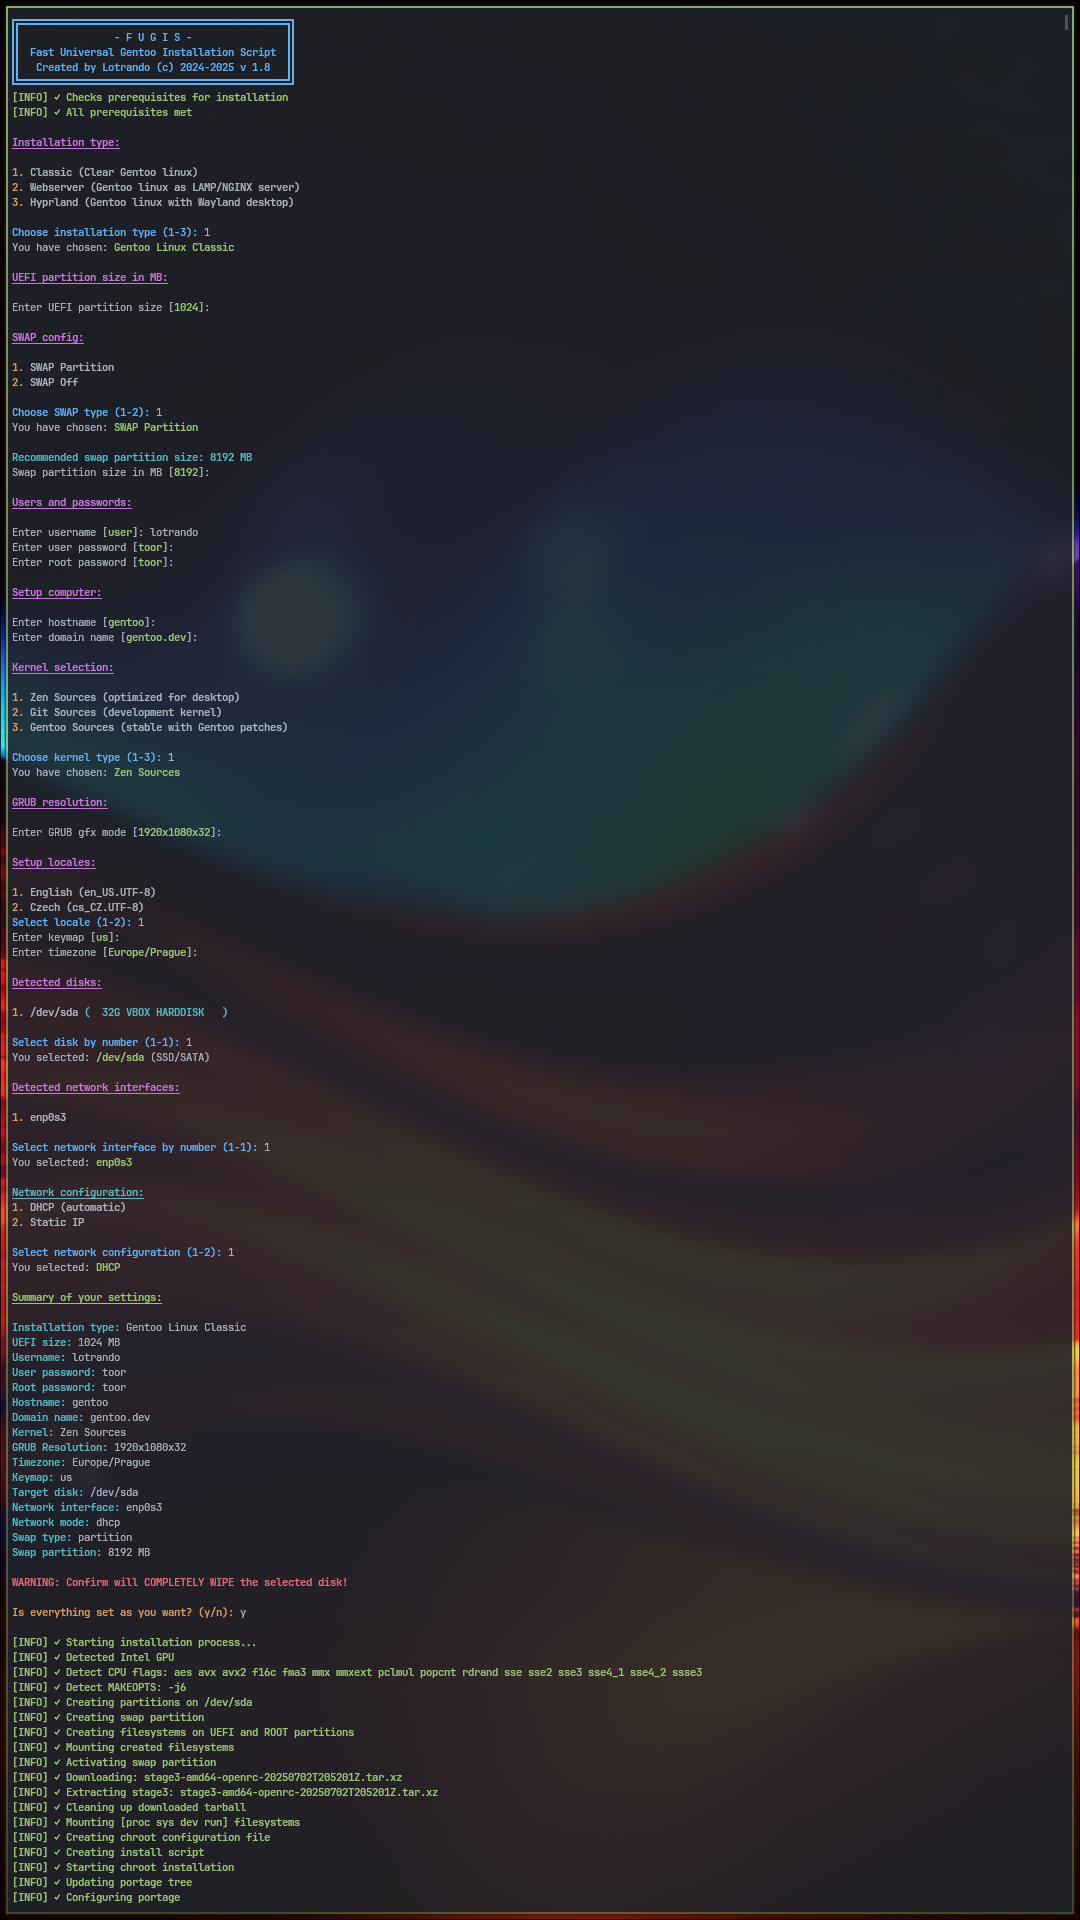 - F U G I S -
Fast Universal Gentoo Installation Script
Created by Lotrando (c) 2024-2025 v 1.8
[INFO] ✓ Checks prerequisites for installation
[INFO] ✓ All prerequisites met
Installation type:
1. Classic (Clear Gentoo linux)
2. Webserver (Gentoo linux as LAMP/NGINX server)
3. Hyprland (Gentoo linux with Wayland desktop)
Choose installation type (1-3): 1
You have chosen: Gentoo Linux Classic
UEFI partition size in MB:
Enter UEFI partition size [1024]:
SWAP config:
1. SWAP Partition
2. SWAP Off
Choose SWAP type (1-2): 1
You have chosen: SWAP Partition
Recommended swap partition size: 8192 MB
Swap partition size in MB [8192]:
Users and passwords:
Enter username [user]: lotrando
Enter user password [toor]:
Enter root password [toor]:
Setup computer:
Enter hostname [gentoo]:
Enter domain name [gentoo.dev]:
Kernel selection:
1. Zen Sources (optimized for desktop)
2. Git Sources (development kernel)
3. Gentoo Sources (stable with Gentoo patches)
Choose kernel type (1-3): 1
You have chosen: Zen Sources
GRUB resolution:
Enter GRUB gfx mode [1920x1080x32]:
Setup locales:
1. English (en_US.UTF-8)
2. Czech (cs_CZ.UTF-8)
Select locale (1-2): 1
Enter keymap [us]:
Enter timezone [Europe/Prague]:
Detected disks:
1. /dev/sda (  32G VBOX HARDDISK   )
Select disk by number (1-1): 1
You selected: /dev/sda (SSD/SATA)
Detected network interfaces:
1. enp0s3
Select network interface by number (1-1): 1
You selected: enp0s3
Network configuration:
1. DHCP (automatic)
2. Static IP
Select network configuration (1-2): 1
You selected: DHCP
Summary of your settings:
Installation type: Gentoo Linux Classic
UEFI size: 1024 MB
Username: lotrando
User password: toor
Root password: toor
Hostname: gentoo
Domain name: gentoo.dev
Kernel: Zen Sources
GRUB Resolution: 1920x1080x32
Timezone: Europe/Prague
Keymap: us
Target disk: /dev/sda
Network interface: enp0s3
Network mode: dhcp
Swap type: partition
Swap partition: 8192 MB
WARNING: Confirm will COMPLETELY WIPE the selected disk!
Is everything set as you want? (y/n): y
[INFO] ✓ Starting installation process...
[INFO] ✓ Detected Intel GPU
[INFO] ✓ Detect CPU flags: aes avx avx2 f16c fma3 mmx mmxext pclmul popcnt rdrand sse sse2 sse3 sse4_1 sse4_2 ssse3
[INFO] ✓ Detect MAKEOPTS: -j6
[INFO] ✓ Creating partitions on /dev/sda
[INFO] ✓ Creating swap partition
[INFO] ✓ Creating filesystems on UEFI and ROOT partitions
[INFO] ✓ Mounting created filesystems
[INFO] ✓ Activating swap partition
[INFO] ✓ Downloading: stage3-amd64-openrc-20250702T205201Z.tar.xz
[INFO] ✓ Extracting stage3: stage3-amd64-openrc-20250702T205201Z.tar.xz
[INFO] ✓ Cleaning up downloaded tarball
[INFO] ✓ Mounting [proc sys dev run] filesystems
[INFO] ✓ Creating chroot configuration file
[INFO] ✓ Creating install script
[INFO] ✓ Starting chroot installation
[INFO] ✓ Updating portage tree
[INFO] ✓ Configuring portage